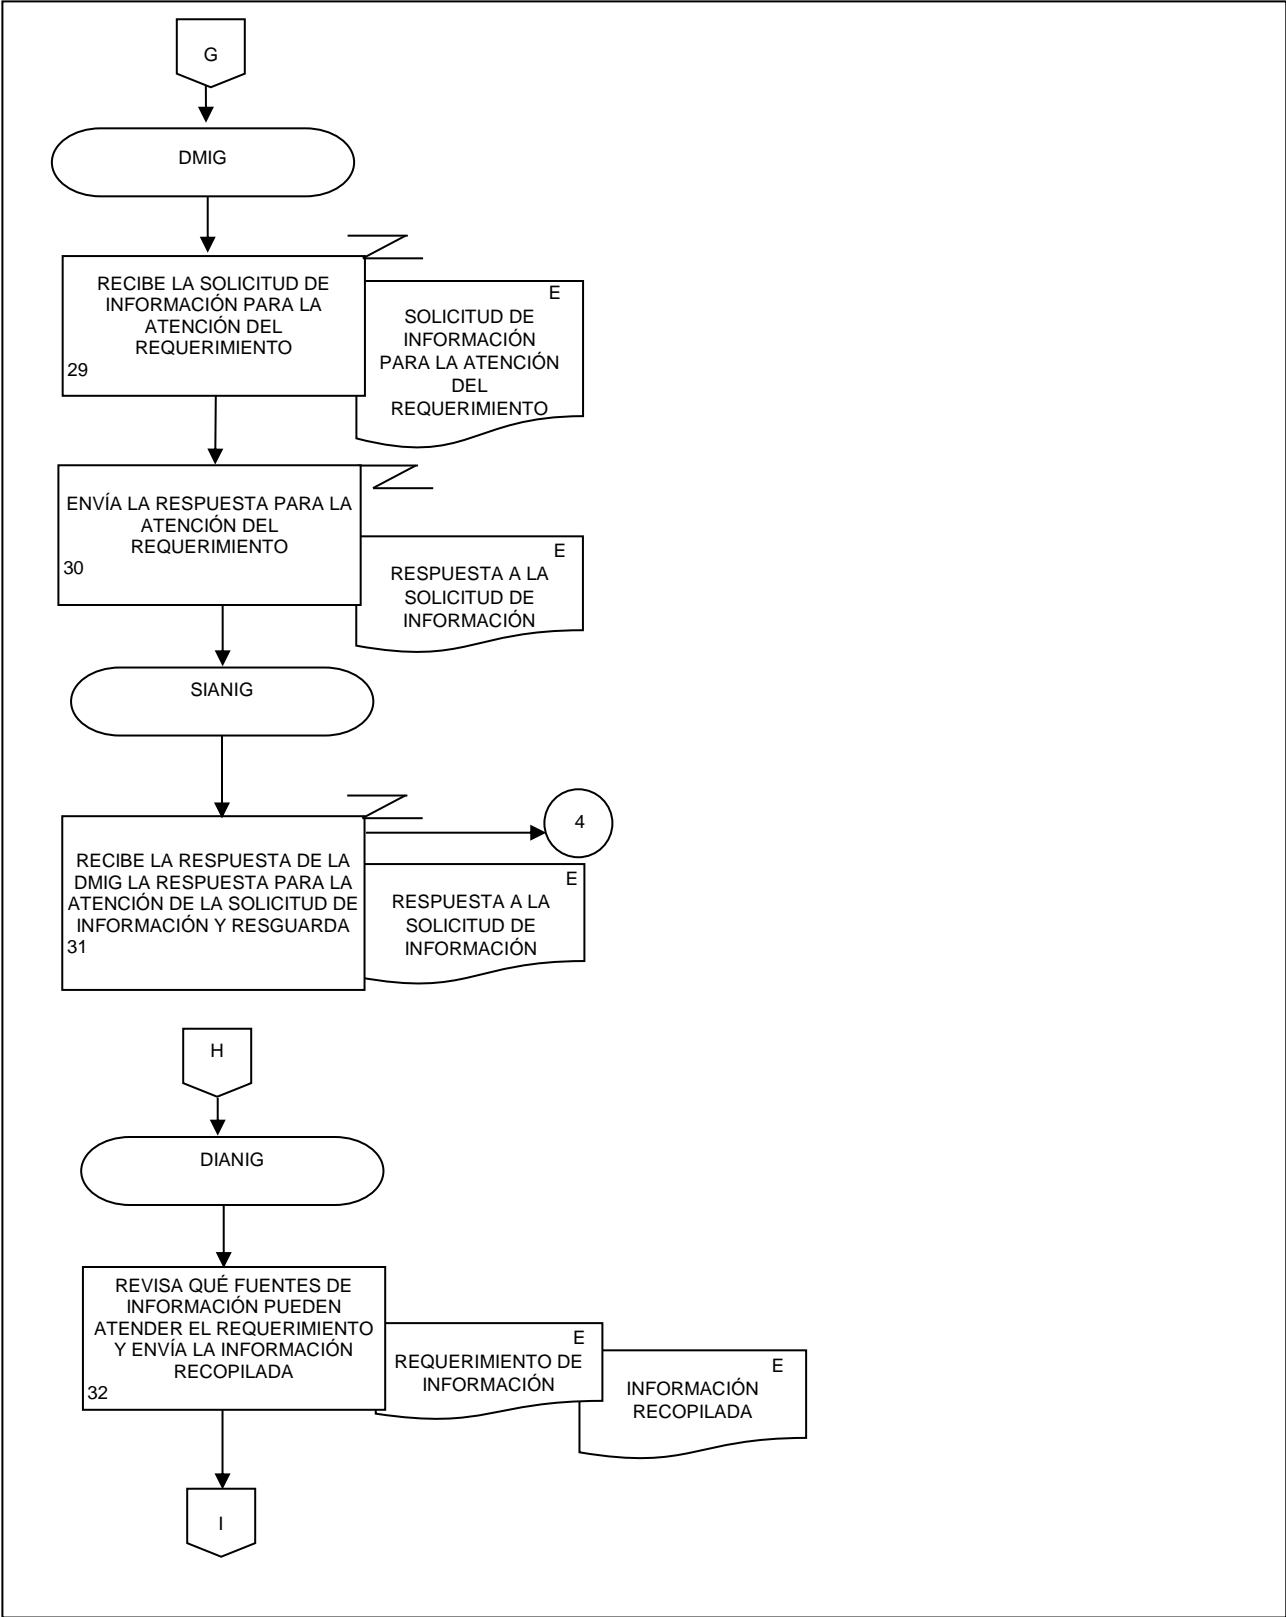 G
DMIG
RECIBE LA SOLICITUD DE
INFORMACIÓN PARA LA
ATENCIÓN DEL
REQUERIMIENTO
29
E
SOLICITUD DE
INFORMACIÓN
PARA LA ATENCIÓN
DEL
REQUERIMIENTO
ENVÍA LA RESPUESTA PARA LA
ATENCIÓN DEL
REQUERIMIENTO
30
E
RESPUESTA A LA
SOLICITUD DE
INFORMACIÓN
SIANIG
4
RECIBE LA RESPUESTA DE LA
DMIG LA RESPUESTA PARA LA
ATENCIÓN DE LA SOLICITUD DE
INFORMACIÓN Y RESGUARDA
31
E
RESPUESTA A LA
SOLICITUD DE
INFORMACIÓN
H
DIANIG
REVISA QUÉ FUENTES DE
INFORMACIÓN PUEDEN
ATENDER EL REQUERIMIENTO
Y ENVÍA LA INFORMACIÓN
RECOPILADA
32
E
REQUERIMIENTO DE
INFORMACIÓN
E
INFORMACIÓN
RECOPILADA
I